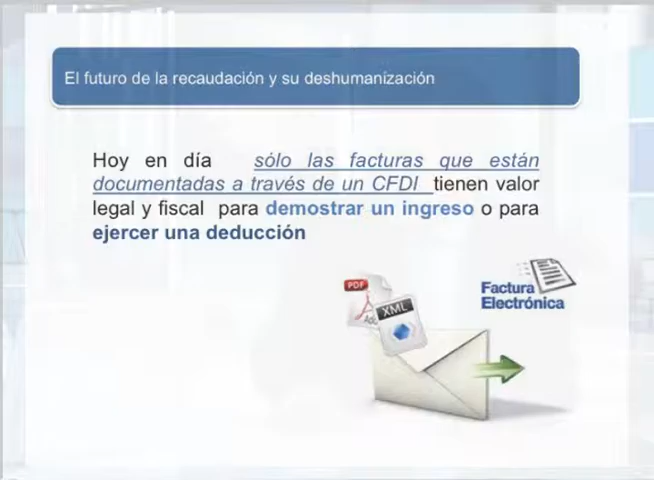 El futuro de la recaudación y su deshumanización
Hoy en día sólo las facturas que están
documentadas a través de un CFDI tienen valor
legal y fiscal para demostrar un ingreso o para
ejercer una deducción
PDF
XML
Factura
Electrónica